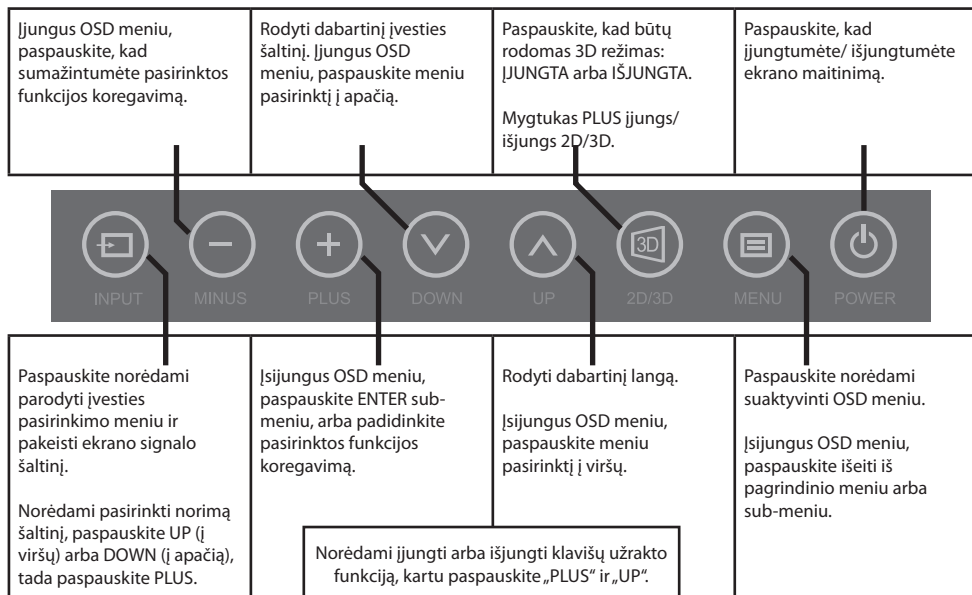 Įjungus OSD meniu,
paspauskite, kad
sumažintumėte pasirinktos
funkcijos koregavimą.
Rodyti dabartinį įvesties
šaltinį. Įjungus OSD
meniu, paspauskite meniu
pasirinktį į apačią.
Paspauskite, kad būtų
rodomas 3D režimas:
ĮJUNGTA arba IŠJUNGTA.
Mygtukas PLUS įjungs/
išjungs 2D/3D.
Paspauskite, kad
įjungtumėte/ išjungtumėte
ekrano maitinimą.
3D
INPUT MINUS PLUS DOWN UP 2D/3D MENU POWER
Paspauskite norėdami
parodyti įvesties
pasirinkimo meniu ir
pakeisti ekrano signalo
šaltinį.
Norėdami pasirinkti norimą
šaltinį, paspauskite UP (į
viršų) arba DOWN (į apačią),
tada paspauskite PLUS.
Įsijungus OSD meniu,
paspauskite ENTER sub-
meniu, arba padidinkite
pasirinktos funkcijos
koregavimą.
Rodyti dabartinį langą.
Įsijungus OSD meniu,
paspauskite meniu
pasirinktį į viršų.
Paspauskite norėdami
suaktyvinti OSD meniu.
Įsijungus OSD meniu,
paspauskite išeiti iš
pagrindinio meniu arba
sub-meniu.
Norėdami įjungti arba išjungti klavišų užrakto
funkciją, kartu paspauskite „PLUS“ ir „UP“.